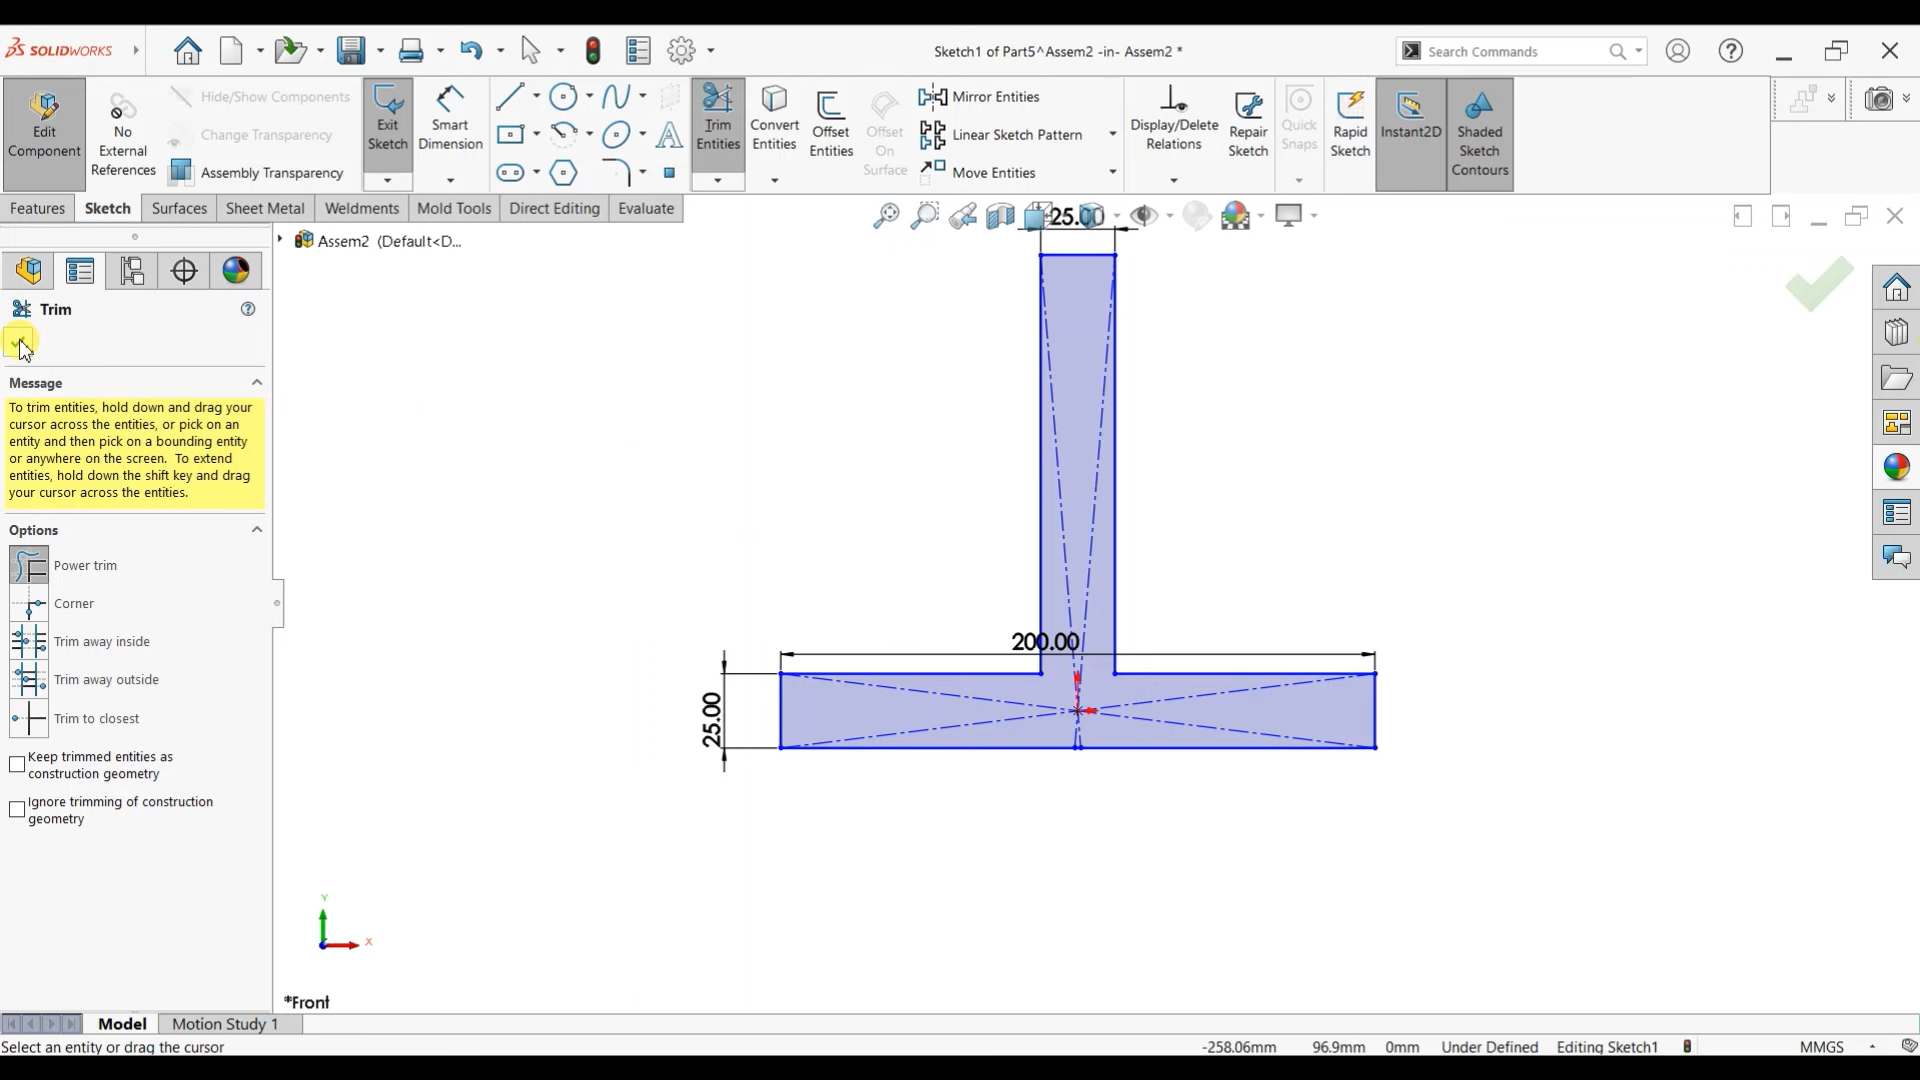 SOLIDWORKS
Sketch1 of Part5^Assem2 -in- Assem2 *
Search Commands
Edit
Component
No
External
References
Hide/Show Components
Change Transparency
Assembly Transparency
Exit
Sketch
Smart
Dimension
Trim
Entities
Convert
Entities
Offset
Entities
Offset
On
Surface
Mirror Entities
Linear Sketch Pattern
Move Entities
Display/Delete
Relations
Repair
Sketch
Quick
Snaps
Rapid
Sketch
Instant2D
Shaded
Sketch
Contours
Features
Sketch
Surfaces
Sheet Metal
Weldments
Mold Tools
Direct Editing
Evaluate
Assem2 (Default<D...
25.00
Trim
Message
To trim entities, hold down and drag your
cursor across the entities, or pick on an
entity and then pick on a bounding entity
or anywhere on the screen. To extend
entities, hold down the shift key and drag
your cursor across the entities.
Options
Power trim
Corner
Trim away inside
Trim away outside
Trim to closest
Keep trimmed entities as
construction geometry
Ignore trimming of construction
geometry
200.00
25.00
Y
X
*Front
Model
Motion Study 1
Select an entity or drag the cursor
-258.06mm
96.9mm
0mm
Under Defined
Editing Sketch1
MMGS